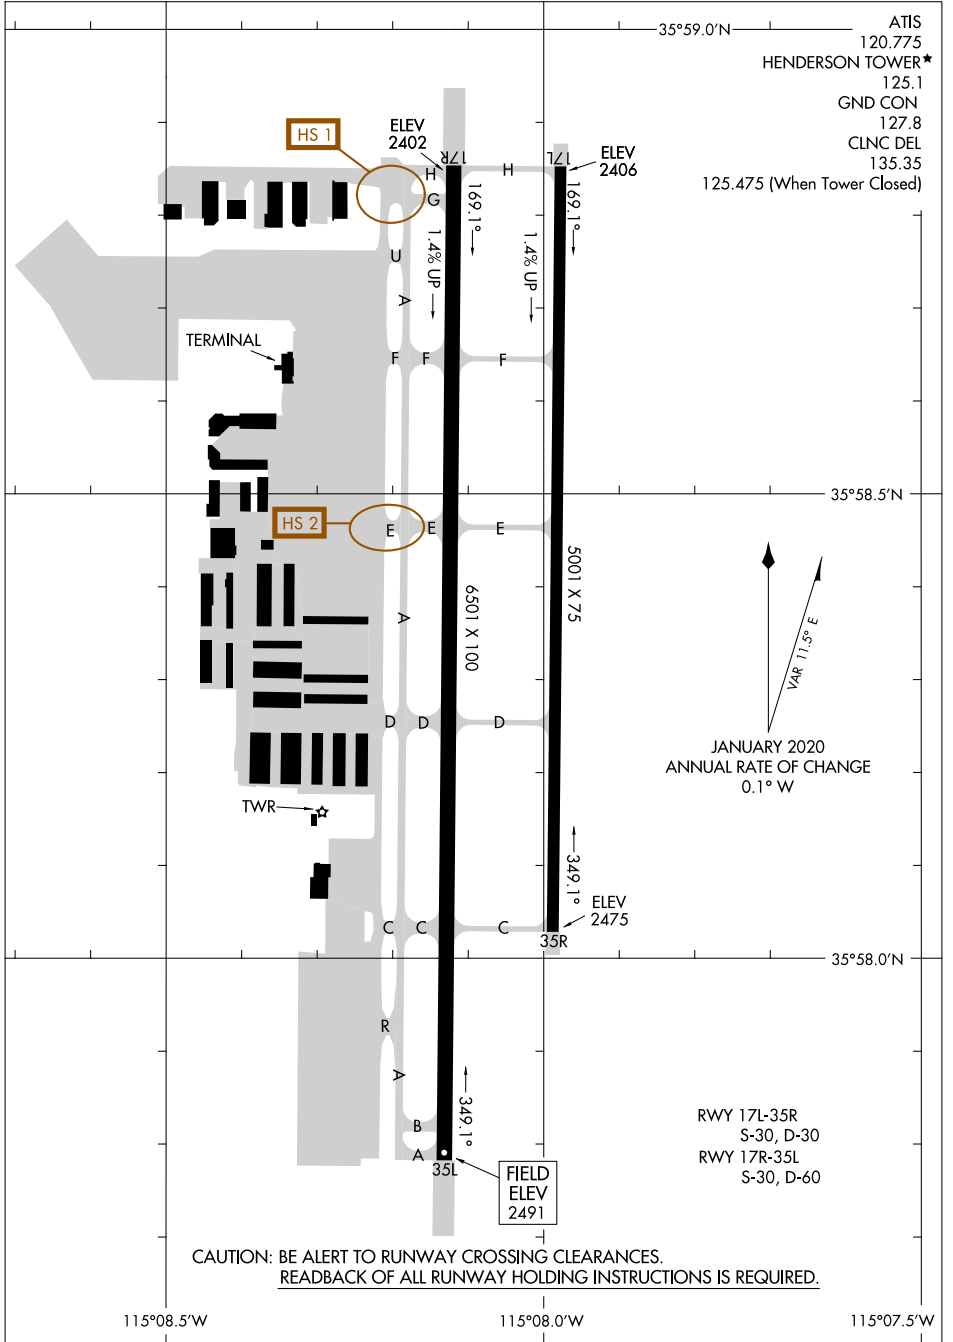 35°59.0'N
ATIS
120.775
HENDERSON TOWER★
125.1
GND CON
127.8
CLNC DEL
135.35
125.475 (When Tower Closed)
HS 1
ELEV
2402
17R
17L
ELEV
2406
H
H
G
169.1°
169.1°
1.4% UP
1.4% UP
U
A
TERMINAL
F
F
F
35°58.5'N
HS 2
E
E
E
5001 X 75
6501 X 100
A
VAR 11.5° E
D
D
D
JANUARY 2020
ANNUAL RATE OF CHANGE
0.1° W
TWR
349.1°
ELEV
2475
C
C
C
35R
35°58.0'N
R
A
349.1°
B
A
35L
RWY 17L-35R
S-30, D-30
RWY 17R-35L
S-30, D-60
FIELD
ELEV
2491
CAUTION: BE ALERT TO RUNWAY CROSSING CLEARANCES.
READBACK OF ALL RUNWAY HOLDING INSTRUCTIONS IS REQUIRED.
115°08.5'W
115°08.0'W
115°07.5'W